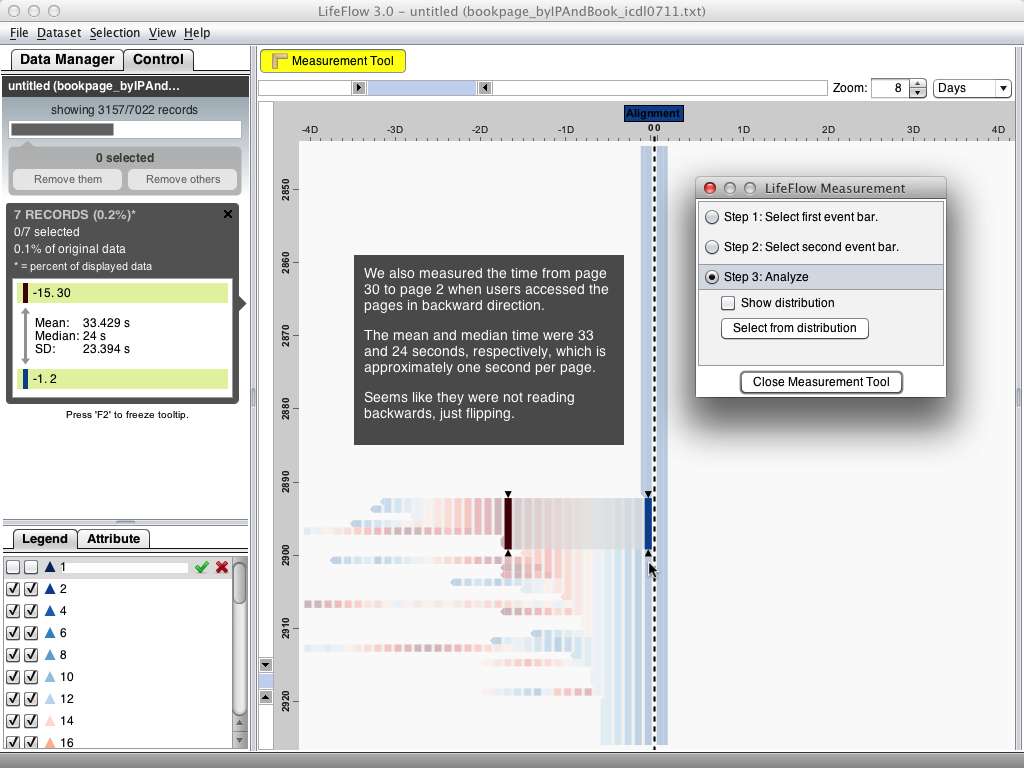 LifeFlow 3.0 – untitled (bookpage_byIPAndBook_icdl0711.txt)
File Dataset Selection View Help
Data Manager Control
untitled (bookpage_byIPAnd...
showing 3157/7022 records
0 selected
Remove them Remove others
7 RECORDS (0.2%)*
0/7 selected
0.1% of original data
* = percent of displayed data
-15. 30
Mean: 33.429 s
Median: 24 s
SD: 23.394 s
-1. 2
Press 'F2' to freeze tooltip.
Legend Attribute
1
2
4
6
8
10
12
14
16
Measurement Tool
Zoom: 8 Days
Alignment
-4D -3D -2D -1D 0 0 1D 2D 3D 4D
2850
2860
2870
2880
2890
2900
2910
2920
We also measured the time from page
30 to page 2 when users accessed the
pages in backward direction.
The mean and median time were 33
and 24 seconds, respectively, which is
approximately one second per page.
Seems like they were not reading
backwards, just flipping.
LifeFlow Measurement
Step 1: Select first event bar.
Step 2: Select second event bar.
Step 3: Analyze
Show distribution
Select from distribution
Close Measurement Tool